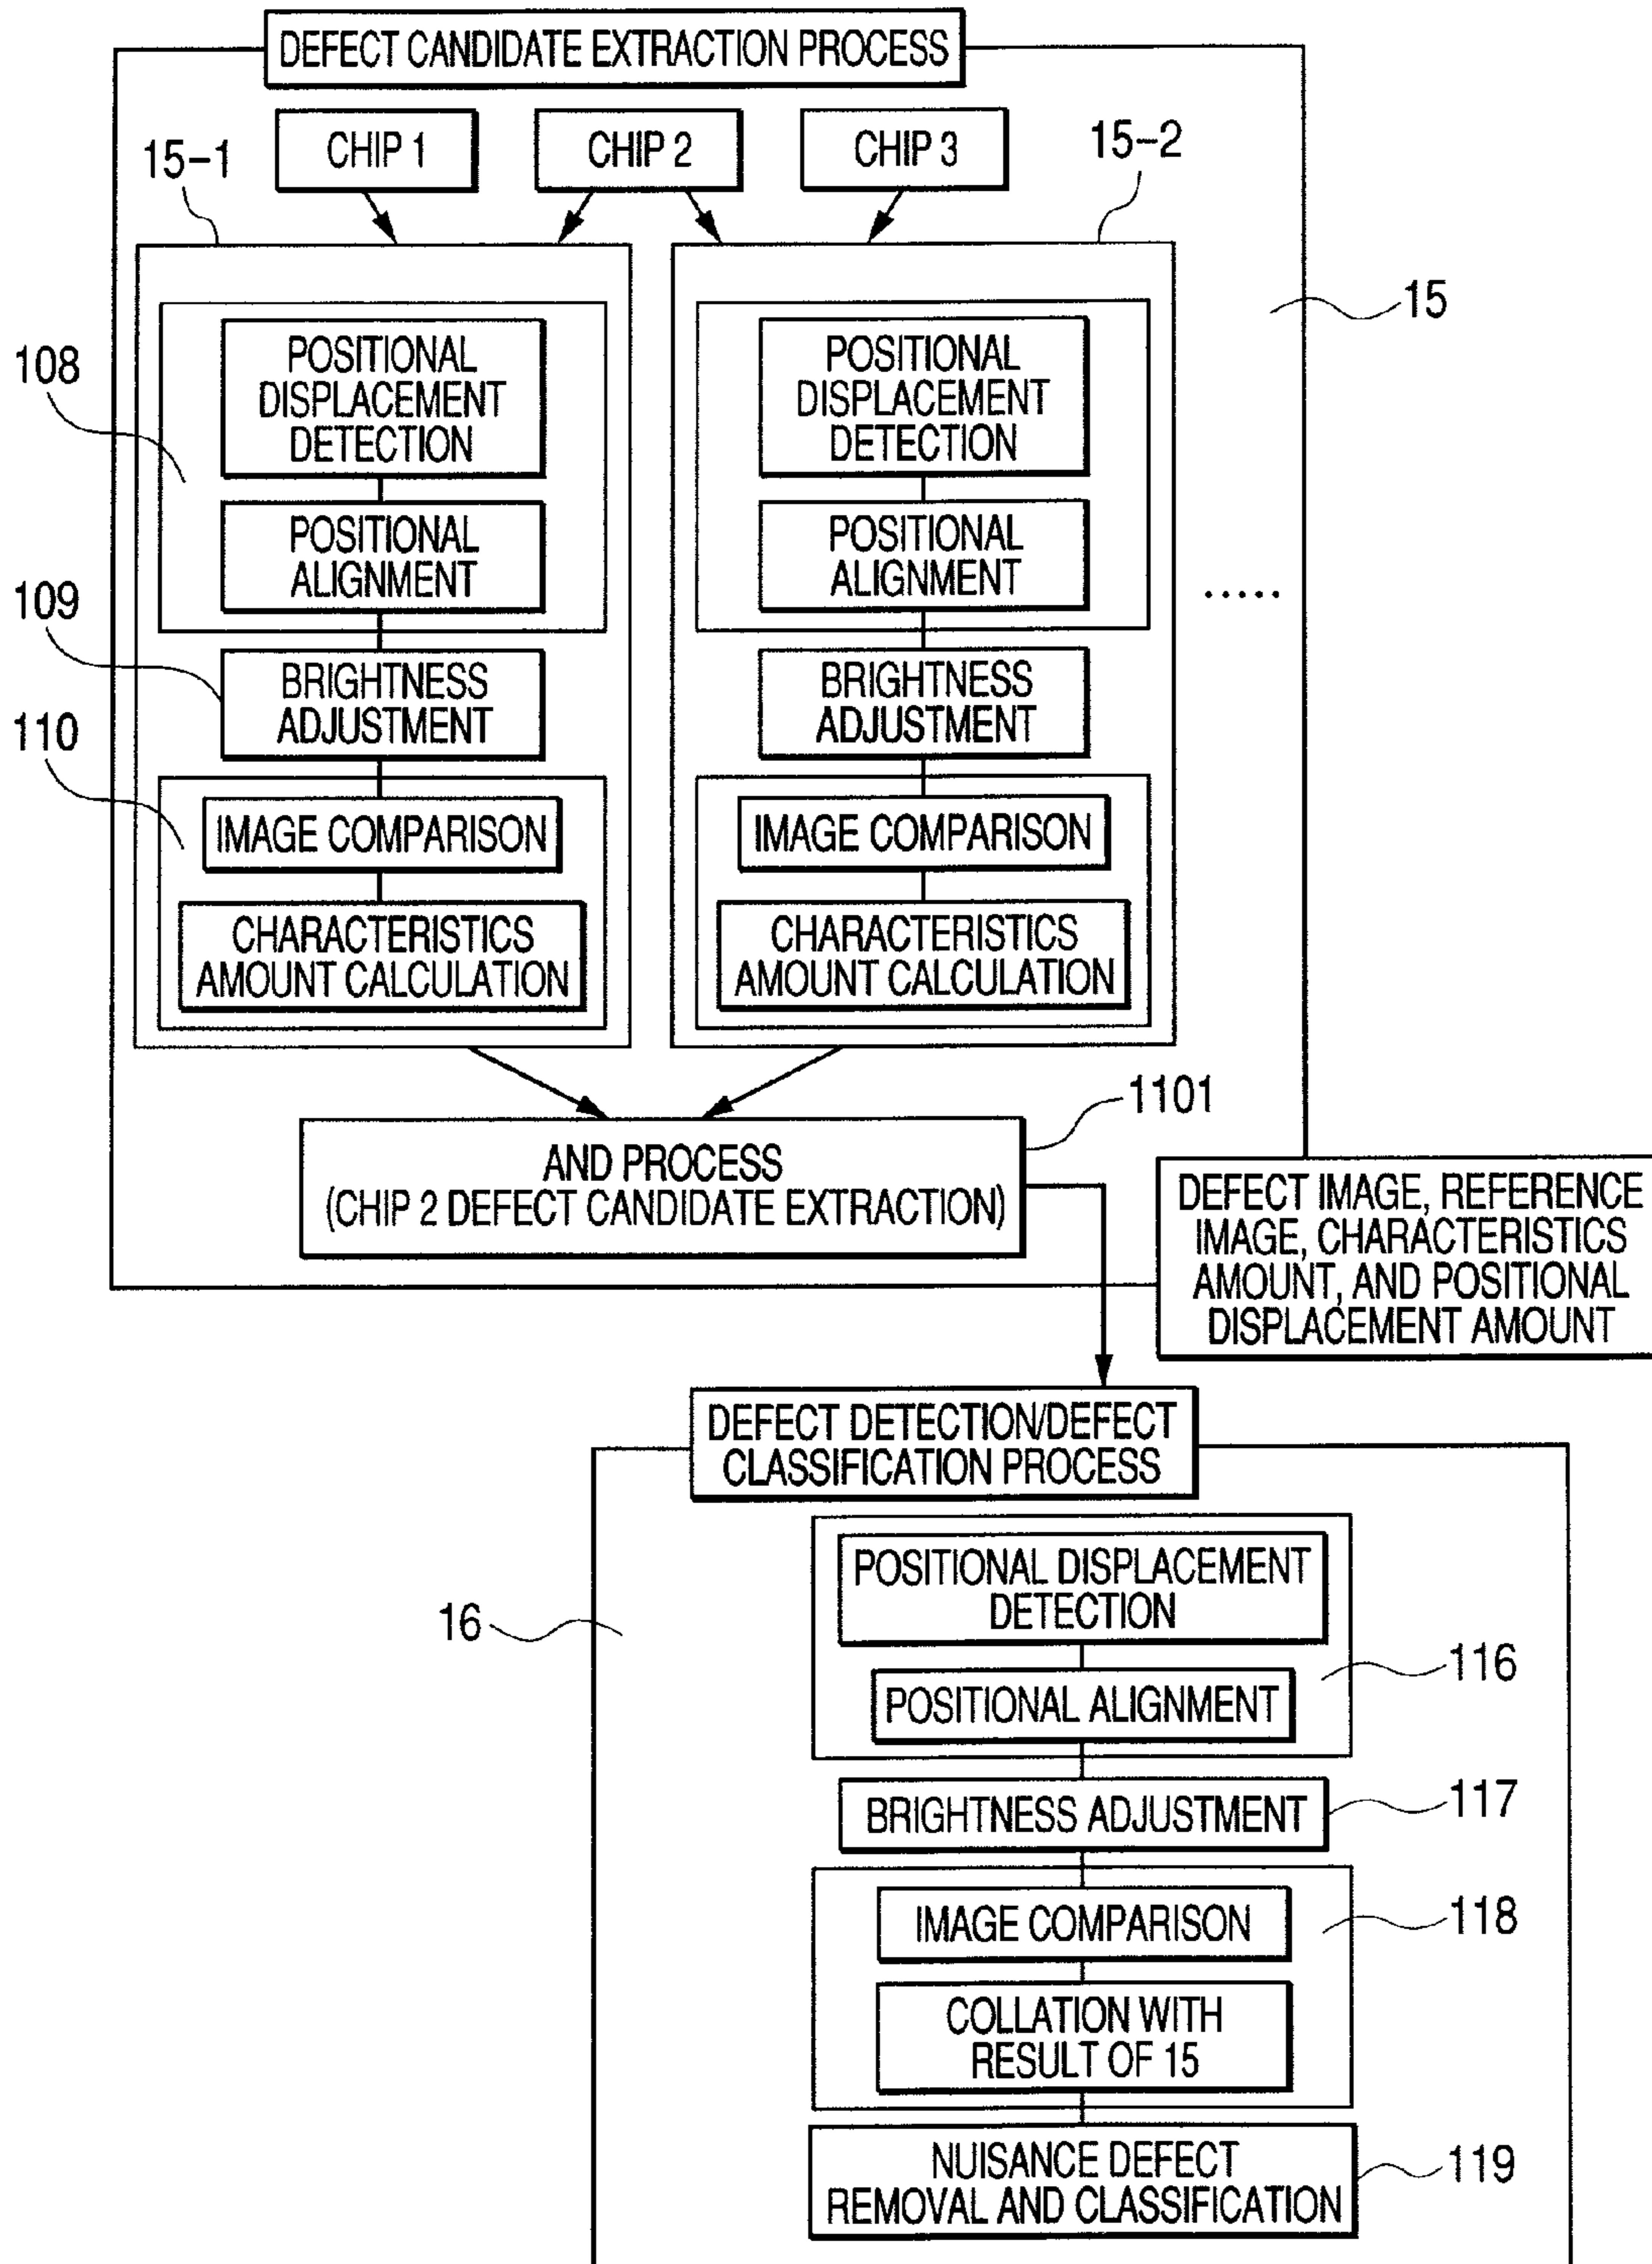 DEFECT CANDIDATE EXTRACTION PROCESS
CHIP 1
CHIP 2
CHIP 3
15-1
15-2
15
108
POSITIONAL
DISPLACEMENT
DETECTION
POSITIONAL
ALIGNMENT
109
BRIGHTNESS
ADJUSTMENT
110
IMAGE COMPARISON
CHARACTERISTICS
AMOUNT CALCULATION
POSITIONAL
DISPLACEMENT
DETECTION
POSITIONAL
ALIGNMENT
.....
BRIGHTNESS
ADJUSTMENT
IMAGE COMPARISON
CHARACTERISTICS
AMOUNT CALCULATION
1101
AND PROCESS
(CHIP 2 DEFECT CANDIDATE EXTRACTION)
DEFECT IMAGE, REFERENCE
IMAGE, CHARACTERISTICS
AMOUNT, AND POSITIONAL
DISPLACEMENT AMOUNT
DEFECT DETECTION/DEFECT
CLASSIFICATION PROCESS
16
POSITIONAL DISPLACEMENT
DETECTION
116
POSITIONAL ALIGNMENT
BRIGHTNESS ADJUSTMENT
117
IMAGE COMPARISON
118
COLLATION WITH
RESULT OF 15
NUISANCE DEFECT
REMOVAL AND CLASSIFICATION
119